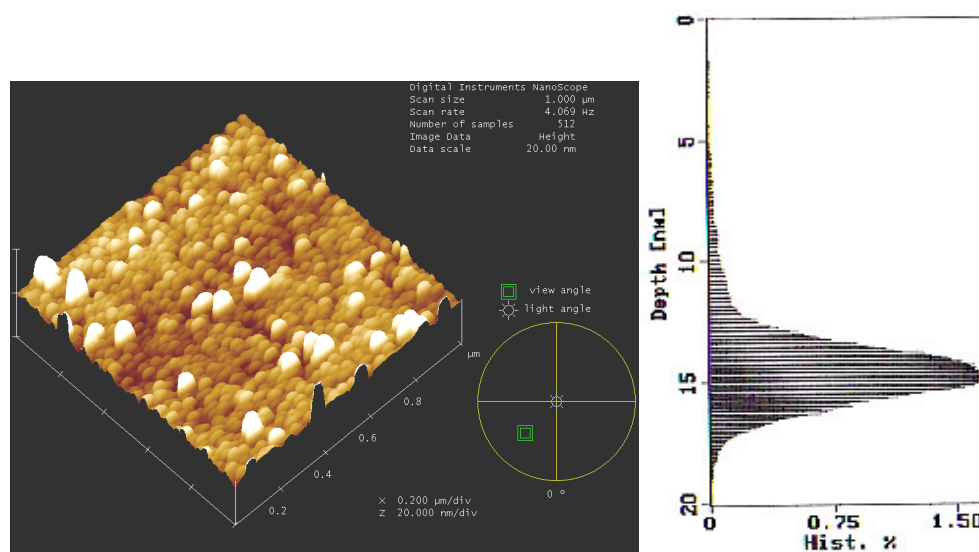 Digital Instruments NanoScope
Scan size 1.000 µm
Scan rate 4.069 Hz
Number of samples 512
Image Data Height
Data scale 20.00 nm
view angle
light angle
µm
0.8
0.6
0.4
0.2
X 0.200 µm/div
Z 20.000 nm/div
0 °
0
5
10
15
20
Depth [nm]
0 0.75 1.50
Hist. %